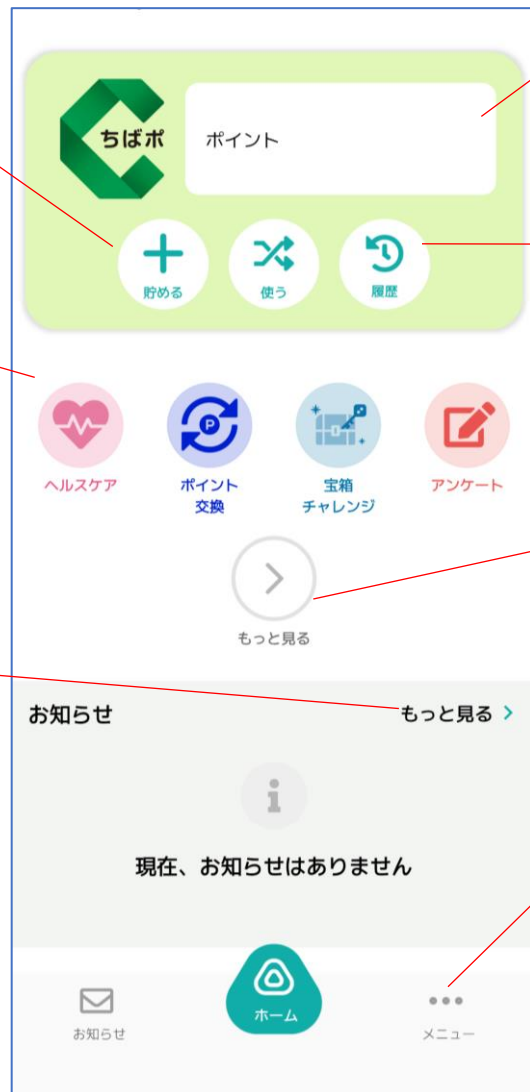 ちばポ
ポイント
貯める
使う
履歴
ヘルスケア
ポイント
交換
宝箱
チャレンジ
アンケート
もっと見る
お知らせ
もっと見る
現在、お知らせはありません
お知らせ
ホーム
メニュー